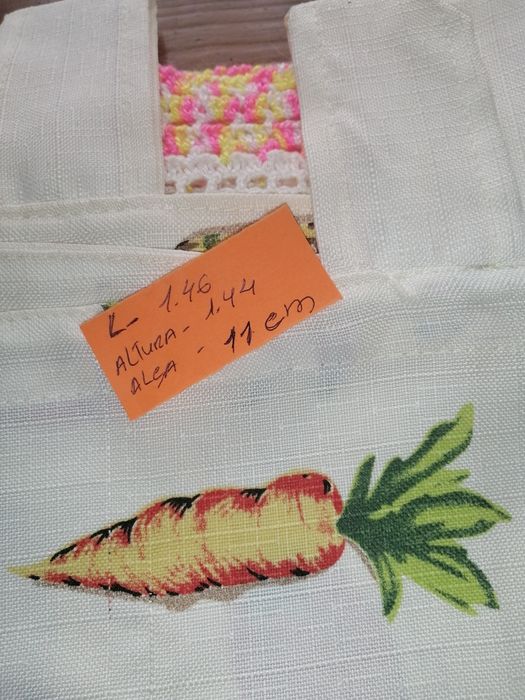 L- 1.46
ALTURA- 1.44
ALÇA - 11 cm